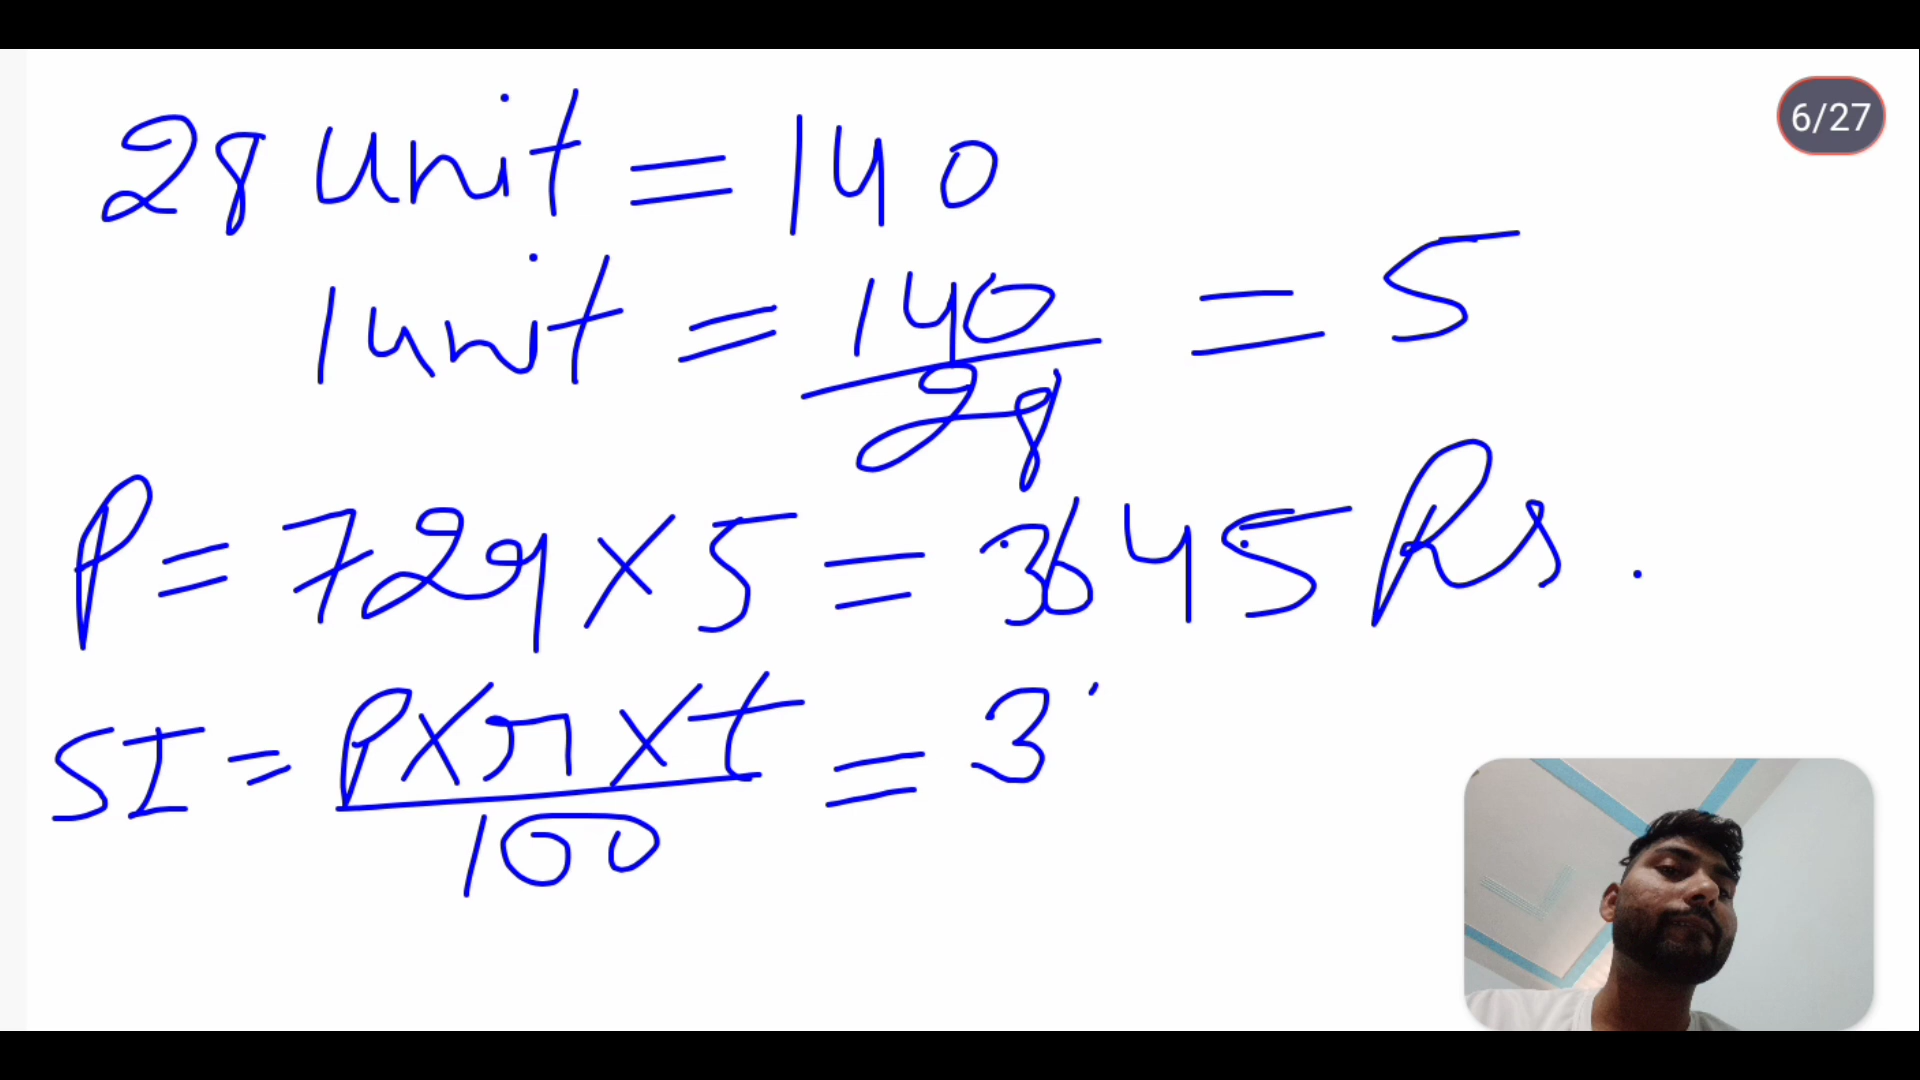 6/27
28 unit = 140
1 unit = 140/28 = 5
P = 729 × 5 = 3645 Rs.
SI = P×r×t/100 = 3